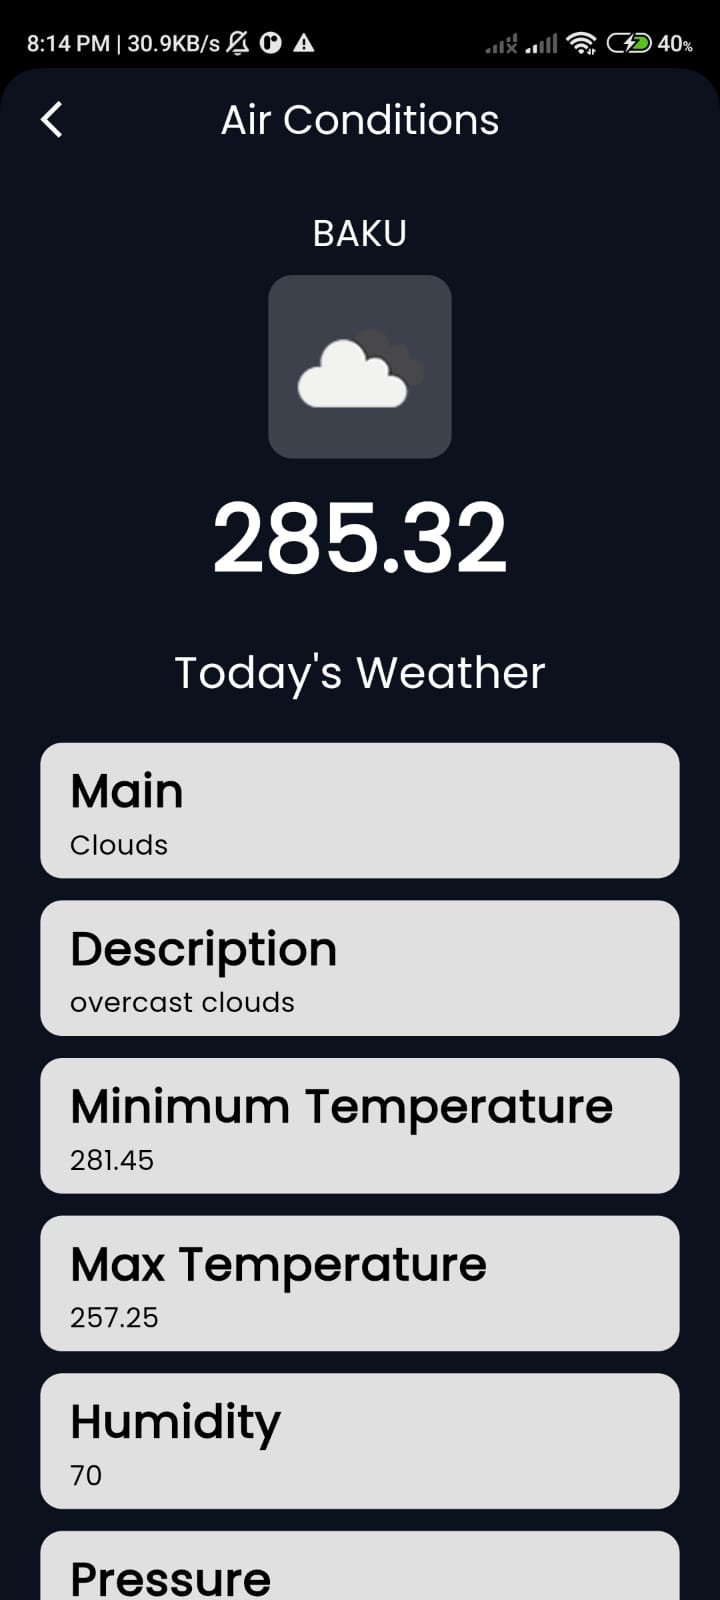 8:14 PM | 30.9KB/s 40%
Air Conditions
BAKU
285.32
Today's Weather
Main
Clouds
Description
overcast clouds
Minimum Temperature
281.45
Max Temperature
257.25
Humidity
70
Pressure